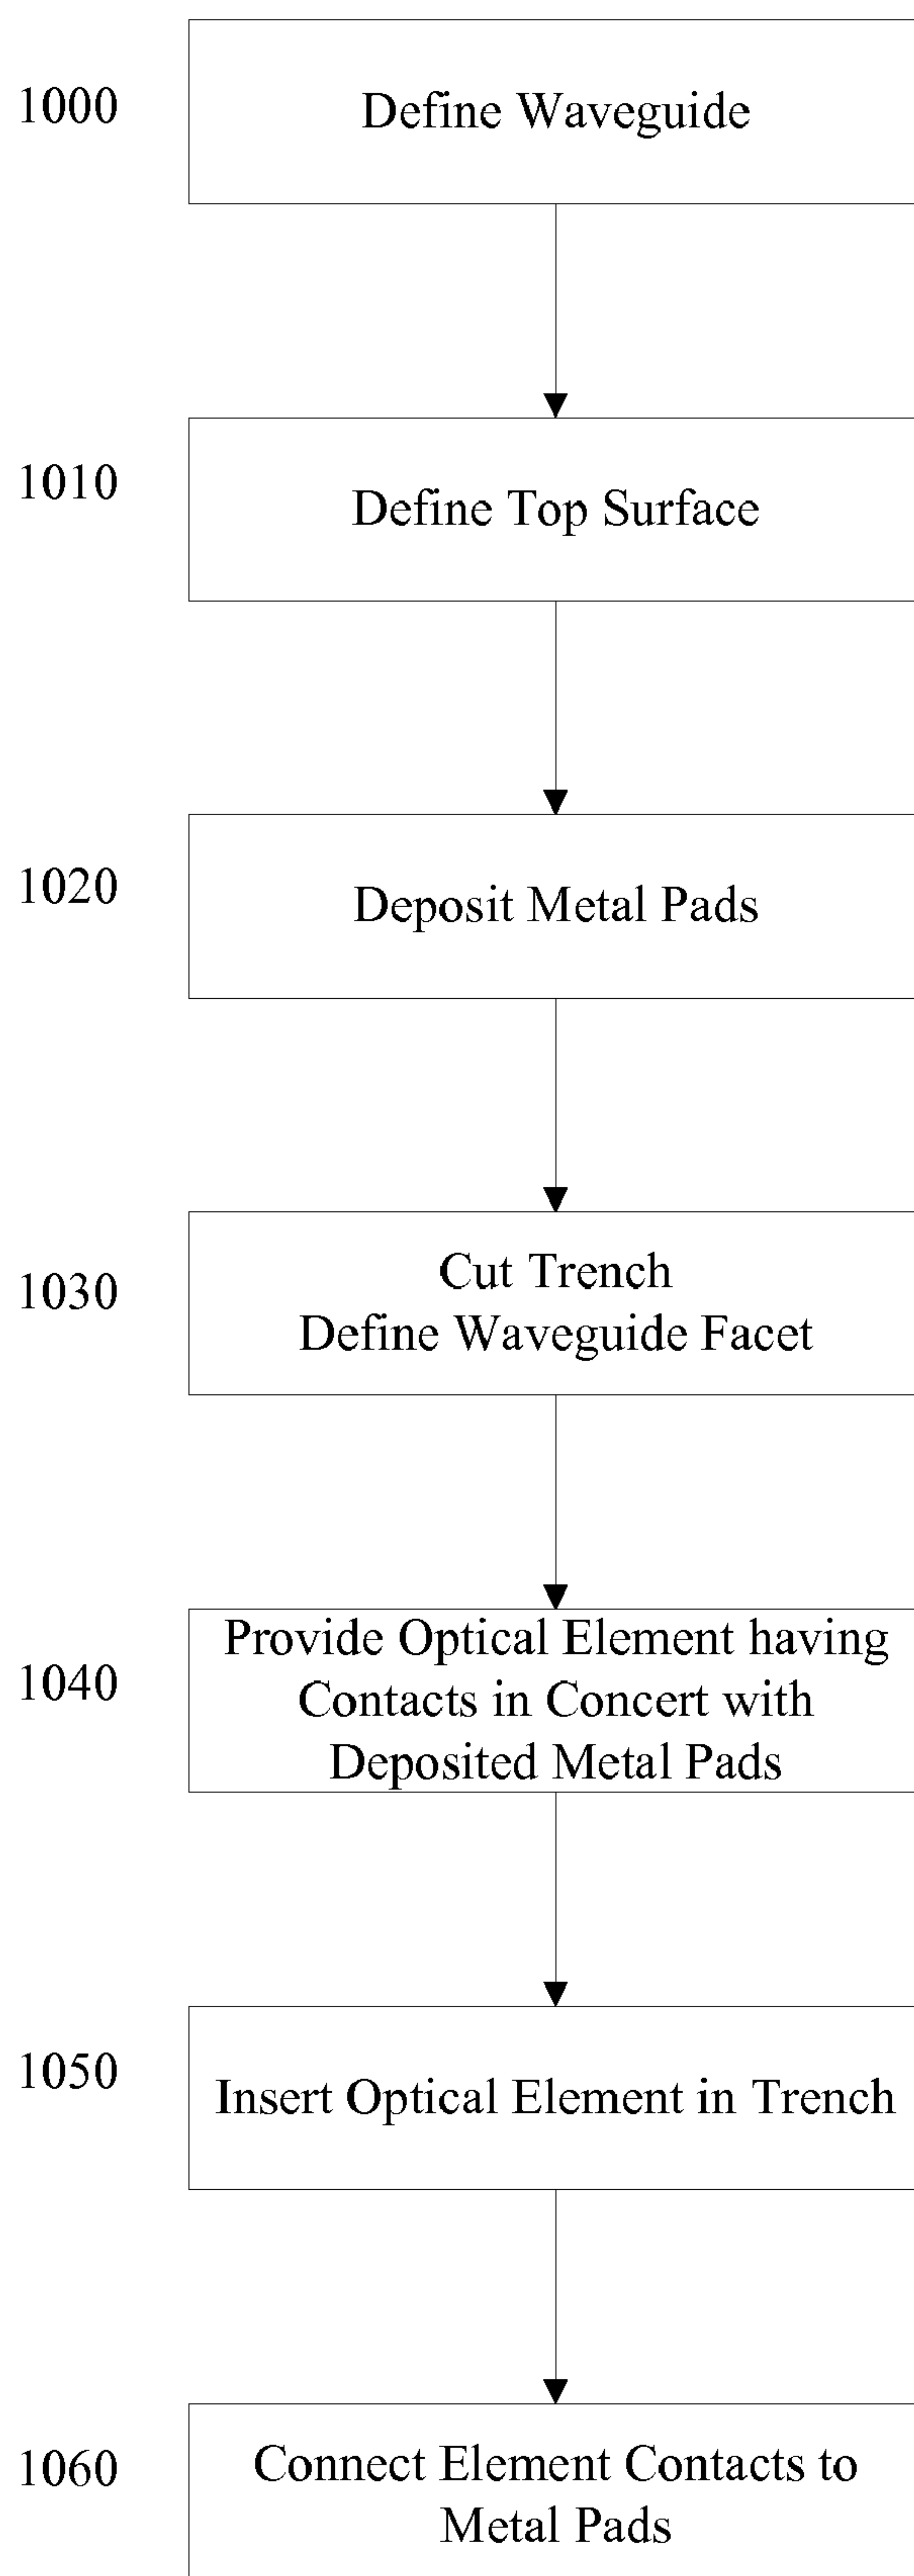 1000
Define Waveguide
1010
Define Top Surface
1020
Deposit Metal Pads
1030
Cut Trench
Define Waveguide Facet
1040
Provide Optical Element having
Contacts in Concert with
Deposited Metal Pads
1050
Insert Optical Element in Trench
1060
Connect Element Contacts to
Metal Pads